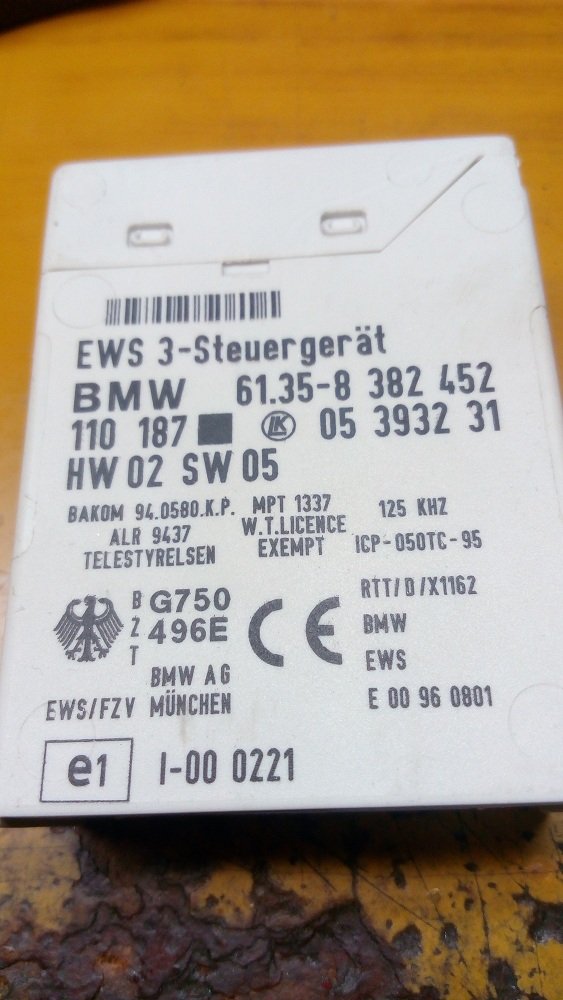 EWS 3-Steuergerät
BMW 61.35-8 382 452
110 187 LK 05 3932 31
HW 02 SW 05
BAKOM 94.0580.K.P. MPT 1337 125 KHZ
ALR 9437 W.T.LICENCE
TELESTYRELSEN EXEMPT ICP-050TC-95
RTT/D/X1162
B G750 CE
Z 496E BMW
T
BMW AG EWS
EWS/FZV MÜNCHEN E 00 96 0801
e1 I-00 0221